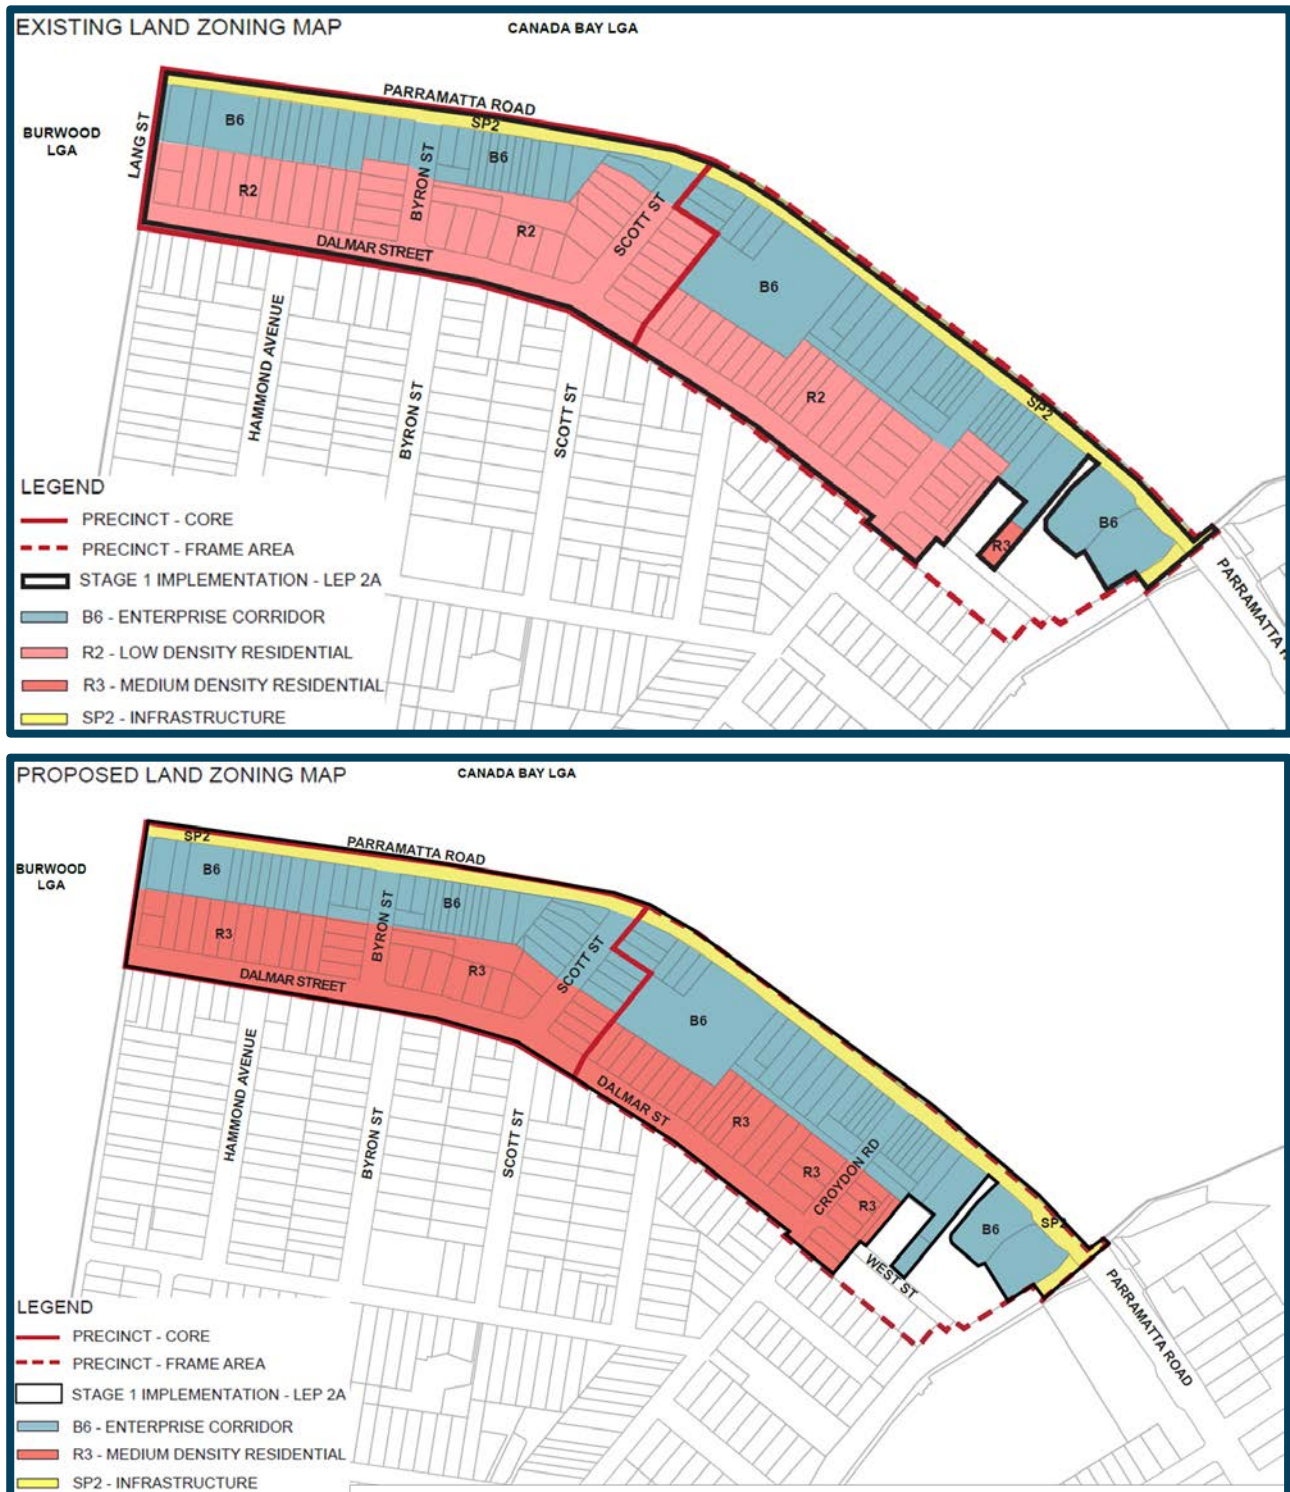 EXISTING LAND ZONING MAP
CANADA BAY LGA
PARRAMATTA ROAD
SP2
BURWOOD
LGA
LANG ST
B6
B6
BYRON ST
R2
R2
SCOTT ST
DALMAR STREET
B6
HAMMOND AVENUE
BYRON ST
SCOTT ST
R2
SP2
B6
R3
PARRAMATTA
LEGEND
PRECINCT - CORE
PRECINCT - FRAME AREA
STAGE 1 IMPLEMENTATION - LEP 2A
B6 - ENTERPRISE CORRIDOR
R2 - LOW DENSITY RESIDENTIAL
R3 - MEDIUM DENSITY RESIDENTIAL
SP2 - INFRASTRUCTURE
PROPOSED LAND ZONING MAP
CANADA BAY LGA
SP2
PARRAMATTA ROAD
BURWOOD
LGA
B6
B6
BYRON ST
R3
R3
SCOTT ST
DALMAR STREET
B6
HAMMOND AVENUE
BYRON ST
SCOTT ST
DALMAR ST
R3
R3
CROYDON RD
R3
B6
SP2
WEST ST
PARRAMATTA ROAD
LEGEND
PRECINCT - CORE
PRECINCT - FRAME AREA
STAGE 1 IMPLEMENTATION - LEP 2A
B6 - ENTERPRISE CORRIDOR
R3 - MEDIUM DENSITY RESIDENTIAL
SP2 - INFRASTRUCTURE